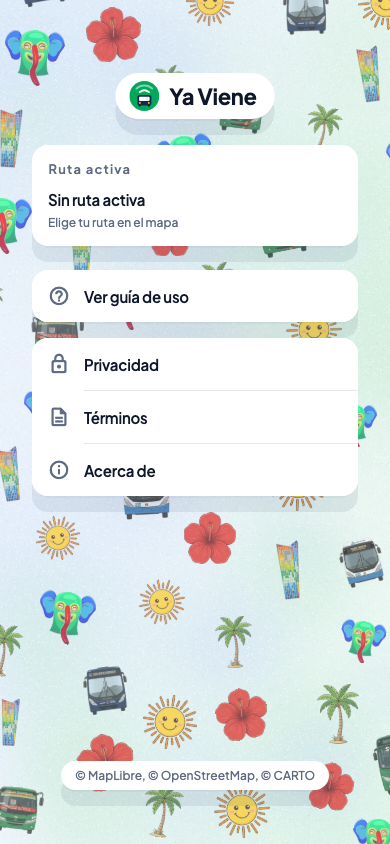 Ya Viene
Ruta activa
Sin ruta activa
Elige tu ruta en el mapa
Ver guía de uso
Privacidad
Términos
Acerca de
© MapLibre, © OpenStreetMap, © CARTO